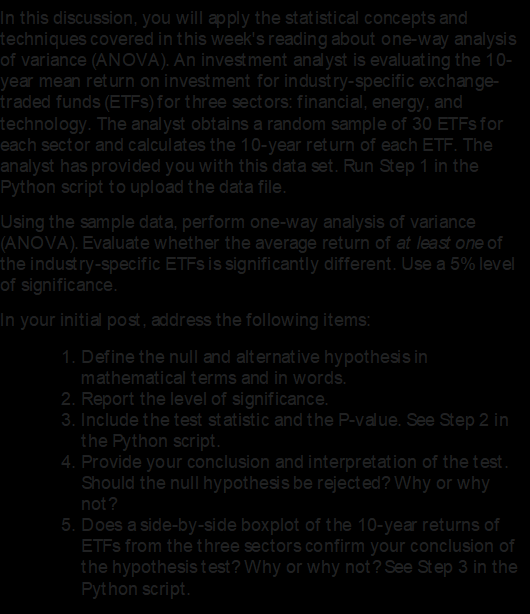 In this discussion, you will apply the statistical concepts and
techniques covered in this week's reading about one-way analysis
of variance (ANOVA). An investment analyst is evaluating the 10-
year mean return on investment for industry-specific exchange-
traded funds (ETFs) for three sectors: financial, energy, and
technology. The analyst obtains a random sample of 30 ETFs for
each sector and calculates the 10-year return of each ETF. The
analyst has provided you with this data set. Run Step 1 in the
Python script to upload the data file.
Using the sample data, perform one-way analysis of variance
(ANOVA). Evaluate whether the average return of at least one of
the industry-specific ETFs is significantly different. Use a 5% level
of significance.
In your initial post, address the following items:
1. Define the null and alternative hypothesis in
mathematical terms and in words.
2. Report the level of significance.
3. Include the test statistic and the P-value. See Step 2 in
the Python script.
4. Provide your conclusion and interpretation of the test.
Should the null hypothesis be rejected? Why or why
not?
5. Does a side-by-side boxplot of the 10-year returns of
ETFs from the three sectors confirm your conclusion of
the hypothesis test? Why or why not? See Step 3 in the
Python script.